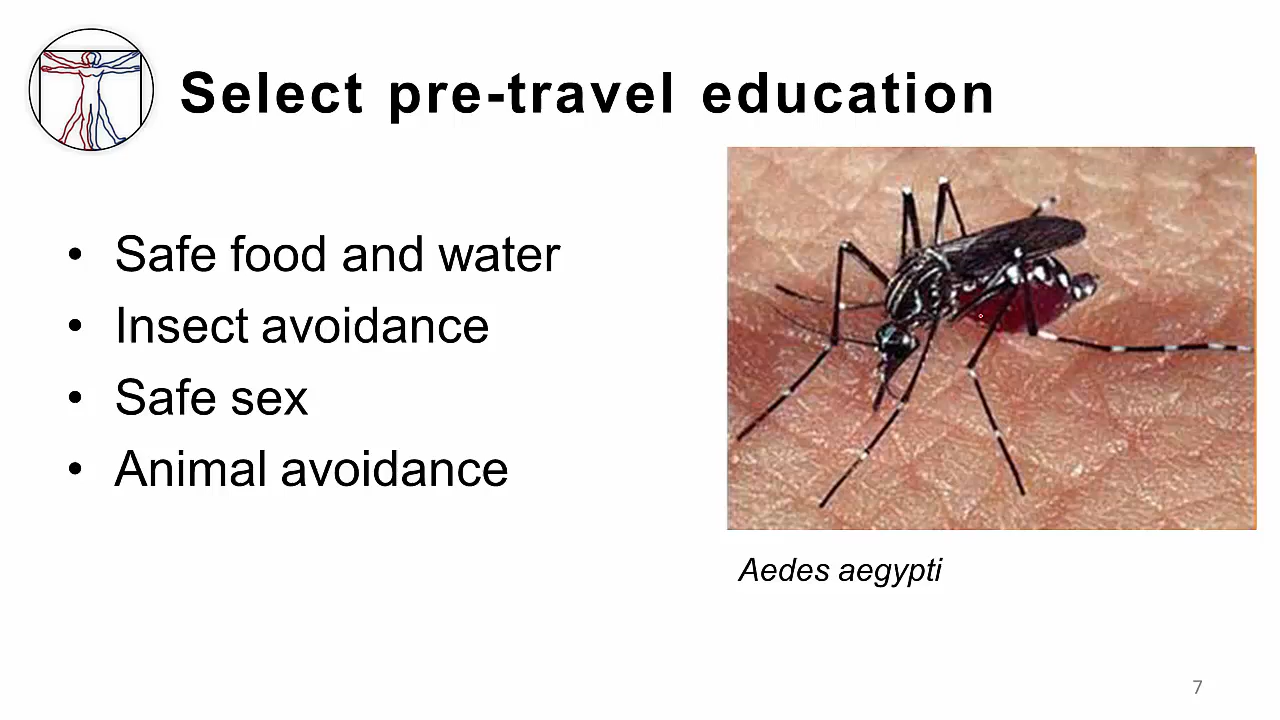 Select pre-travel education
• Safe food and water
• Insect avoidance
• Safe sex
• Animal avoidance
Aedes aegypti
7